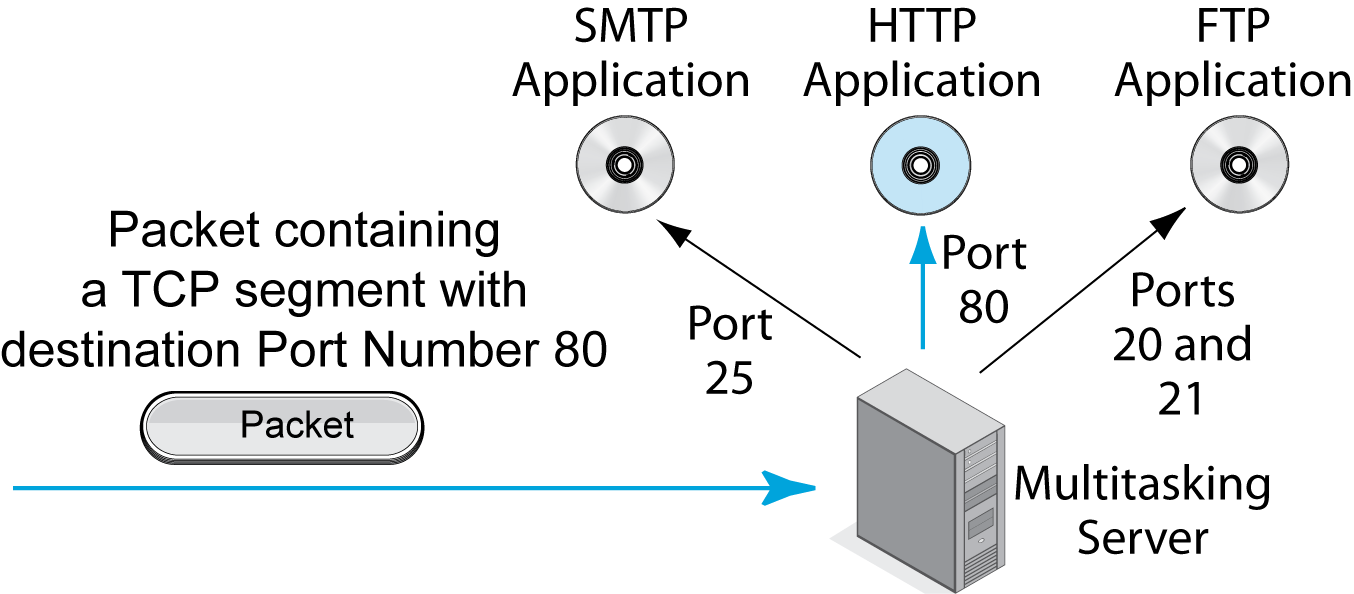 SMTP
Application
HTTP
Application
FTP
Application
Packet containing
a TCP segment with
destination Port Number 80
Packet
Port
25
Port
80
Ports
20 and
21
Multitasking
Server